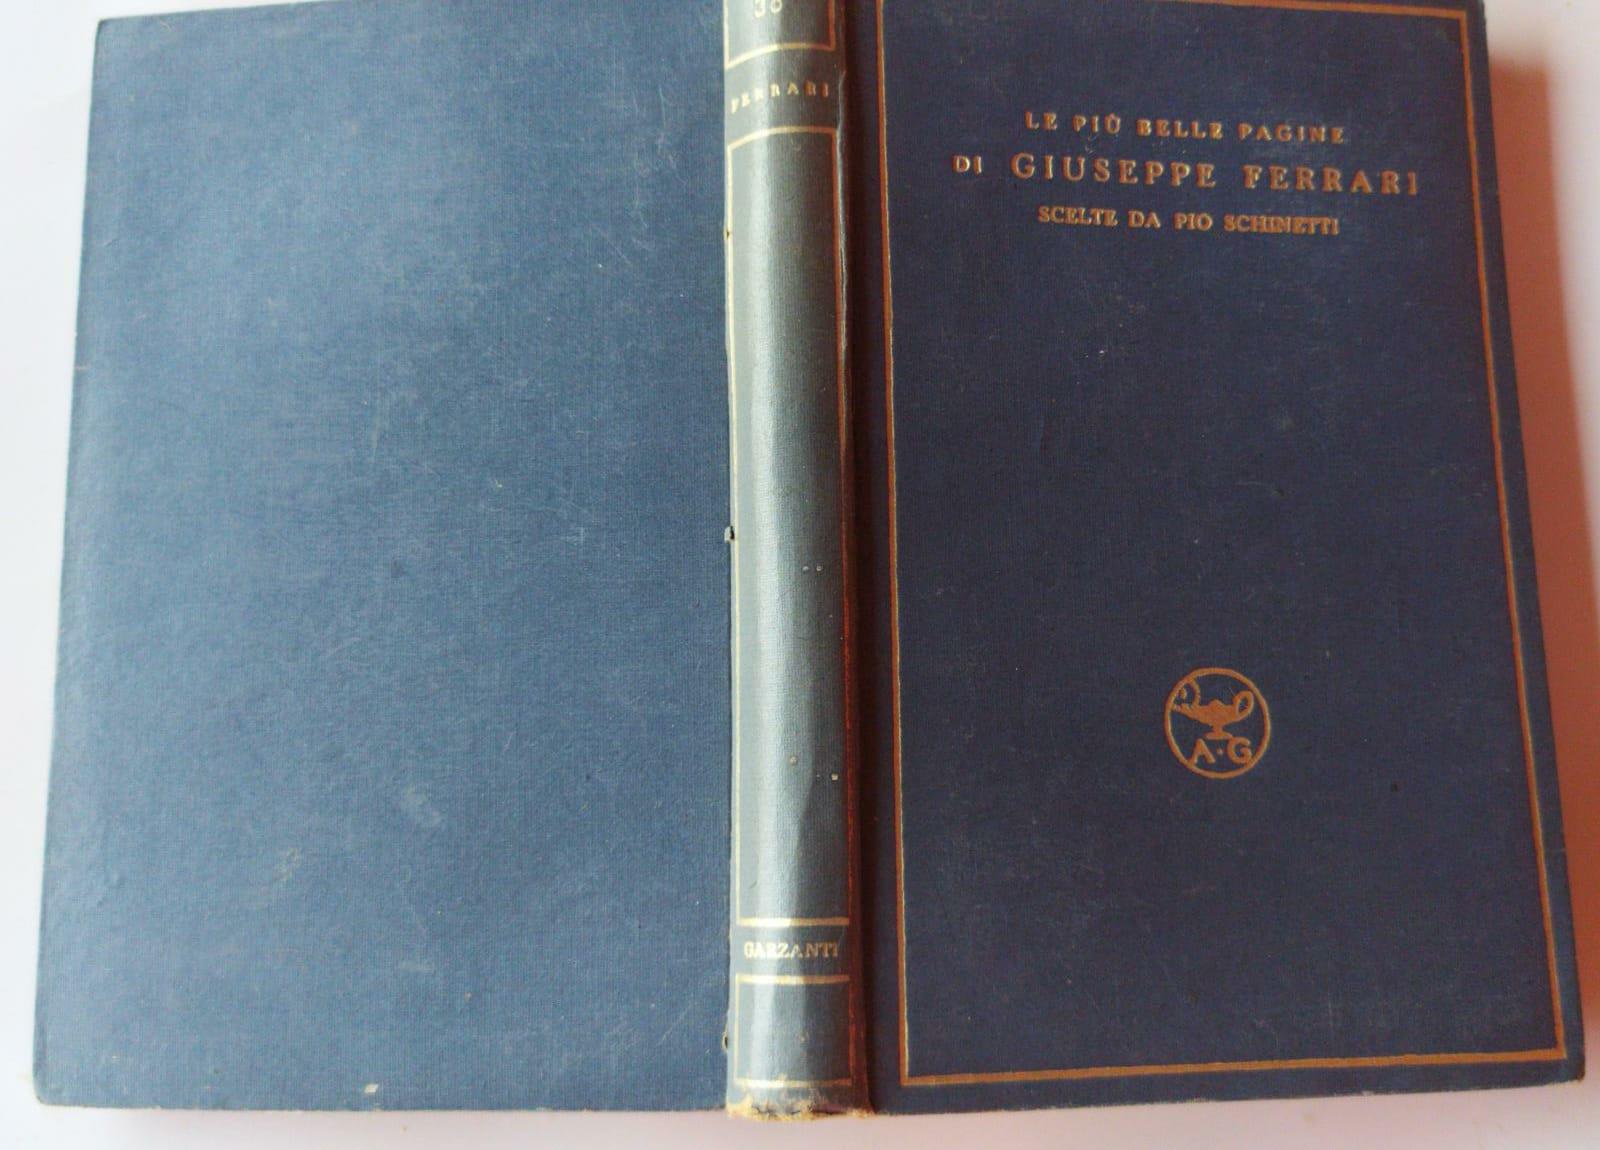 FERRARI
GARZANTI
LE PIÙ BELLE PAGINE
DI GIUSEPPE FERRARI
SCELTE DA PIO SCHINETTI
A·G